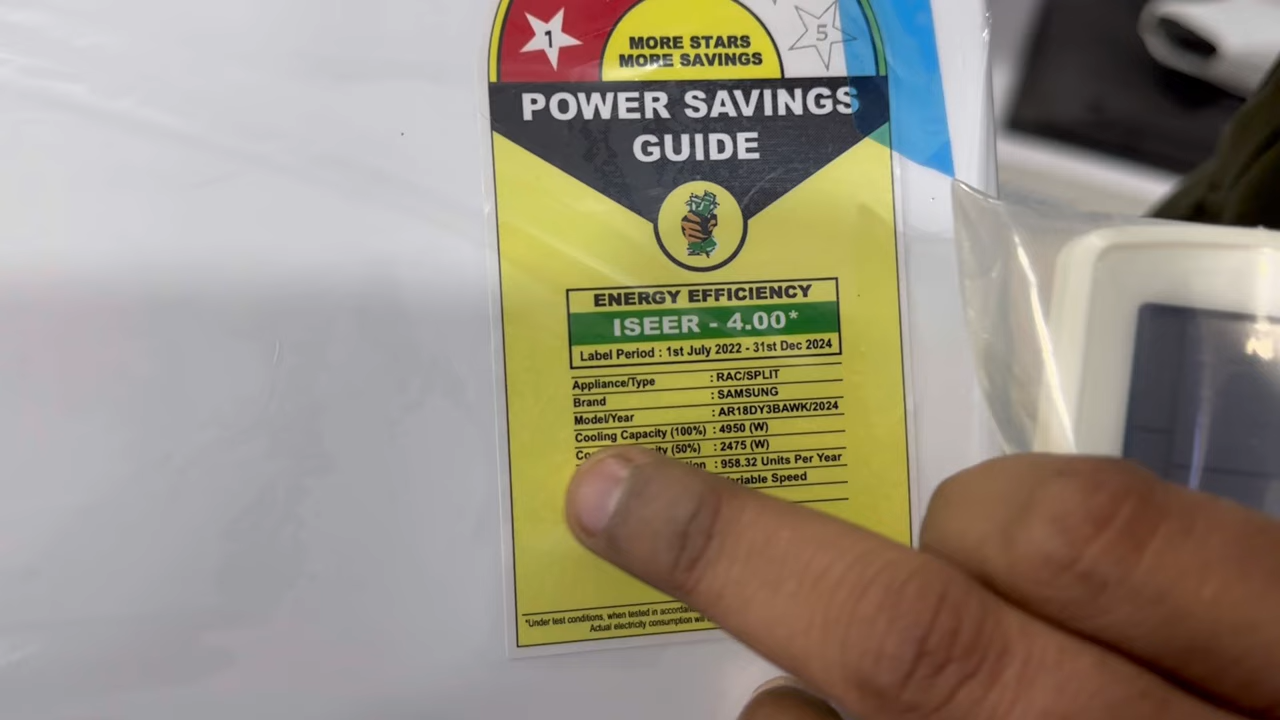 1
5
MORE STARS
MORE SAVINGS
POWER SAVINGS
GUIDE
ENERGY EFFICIENCY
ISEER - 4.00*
Label Period : 1st July 2022 - 31st Dec 2024
Appliance/Type : RAC/SPLIT
Brand : SAMSUNG
Model/Year : AR18DY3BAWK/2024
Cooling Capacity (100%) : 4950 (W)
(50%) : 2475 (W)
: 958.32 Units Per Year
Variable Speed
*Under test conditions, when tested in
Actual electricity consumption